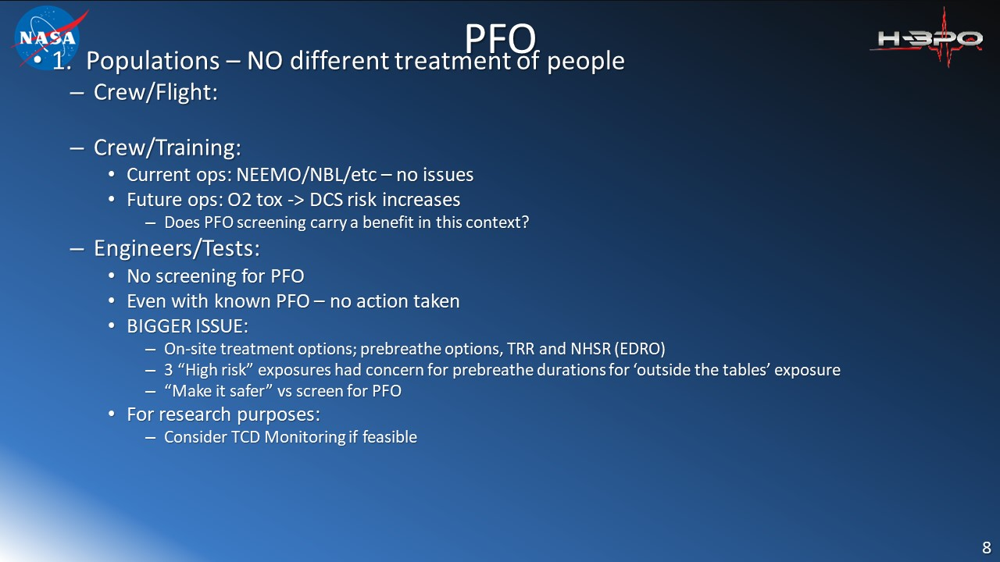 NASA
PFO
H-3PO
• 1. Populations – NO different treatment of people
– Crew/Flight:
– Crew/Training:
• Current ops: NEEMO/NBL/etc – no issues
• Future ops: O2 tox -> DCS risk increases
– Does PFO screening carry a benefit in this context?
– Engineers/Tests:
• No screening for PFO
• Even with known PFO – no action taken
• BIGGER ISSUE:
– On-site treatment options; prebreathe options, TRR and NHSR (EDRO)
– 3 “High risk” exposures had concern for prebreathe durations for ‘outside the tables’ exposure
– “Make it safer” vs screen for PFO
• For research purposes:
– Consider TCD Monitoring if feasible
8